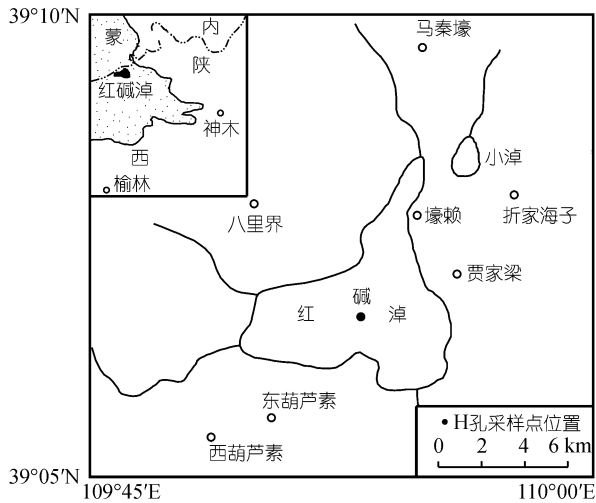 39°10′N
蒙
内
陕
红碱淖
神木
西
榆林
马秦壕
小淖
折家海子
八里界
壕赖
贾家梁
碱
红
淖
东葫芦素
西葫芦素
H孔采样点位置
0 2 4 6 km
39°05′N
109°45′E
110°00′E